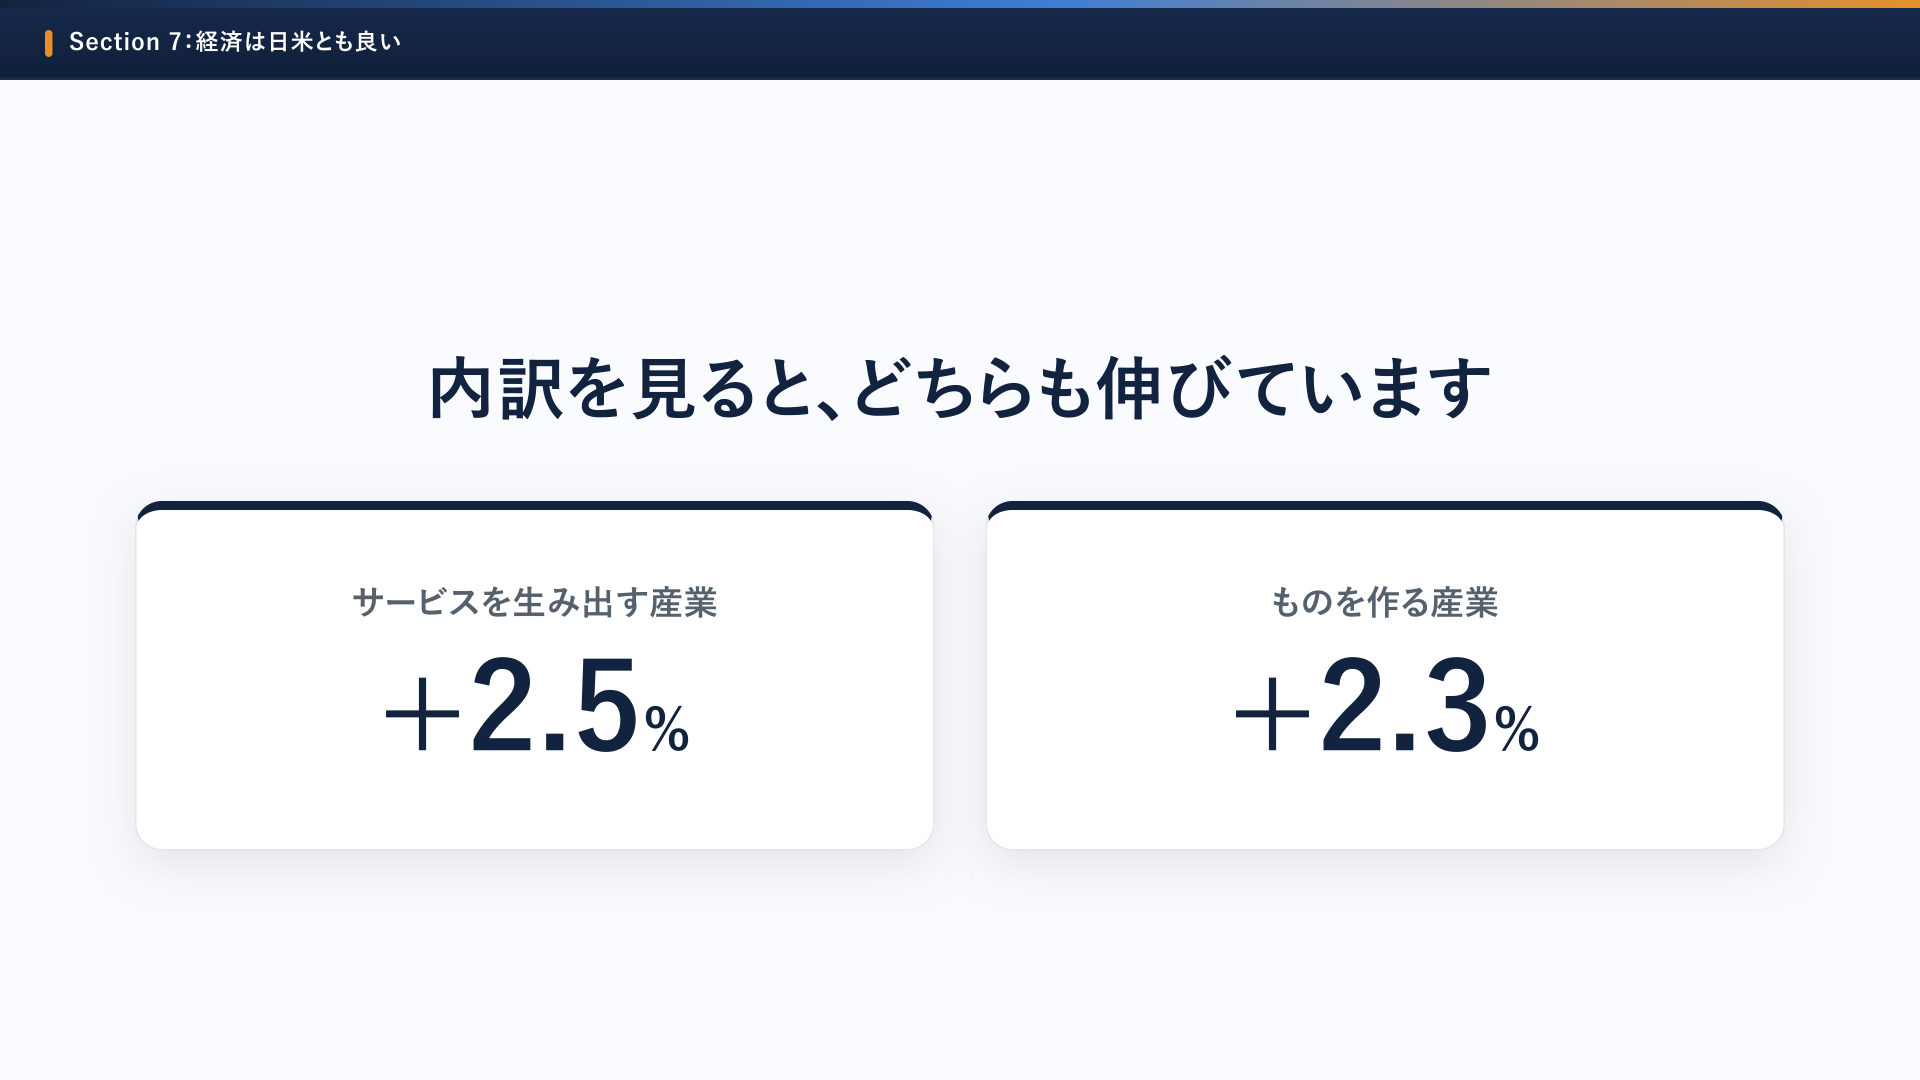 Section 7：経済は日米とも良い
内訳を見ると、どちらも伸びています
サービスを生み出す産業
＋2.5%
ものを作る産業
＋2.3%